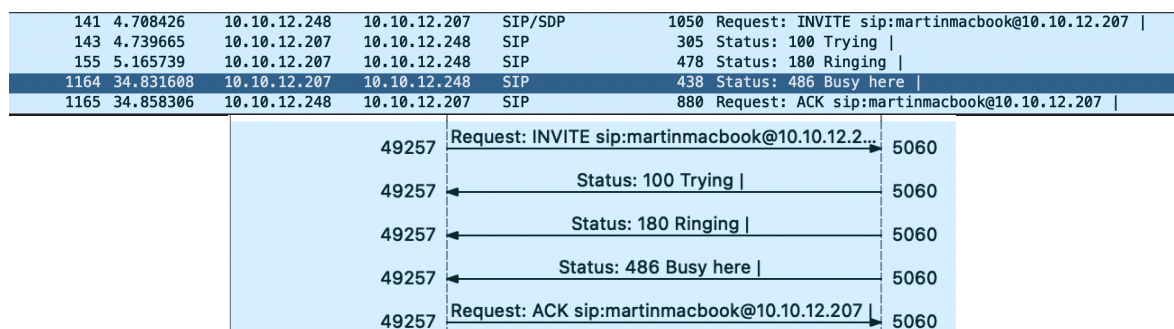 141 4.708426 10.10.12.248 10.10.12.207 SIP/SDP 1050 Request: INVITE sip:martinmacbook@10.10.12.207 |
143 4.739665 10.10.12.207 10.10.12.248 SIP 305 Status: 100 Trying |
155 5.165739 10.10.12.207 10.10.12.248 SIP 478 Status: 180 Ringing |
1164 34.831608 10.10.12.207 10.10.12.248 SIP 438 Status: 486 Busy here |
1165 34.858306 10.10.12.248 10.10.12.207 SIP 880 Request: ACK sip:martinmacbook@10.10.12.207 |
49257 Request: INVITE sip:martinmacbook@10.10.12.2... 5060
49257 Status: 100 Trying | 5060
49257 Status: 180 Ringing | 5060
49257 Status: 486 Busy here | 5060
49257 Request: ACK sip:martinmacbook@10.10.12.207 | 5060